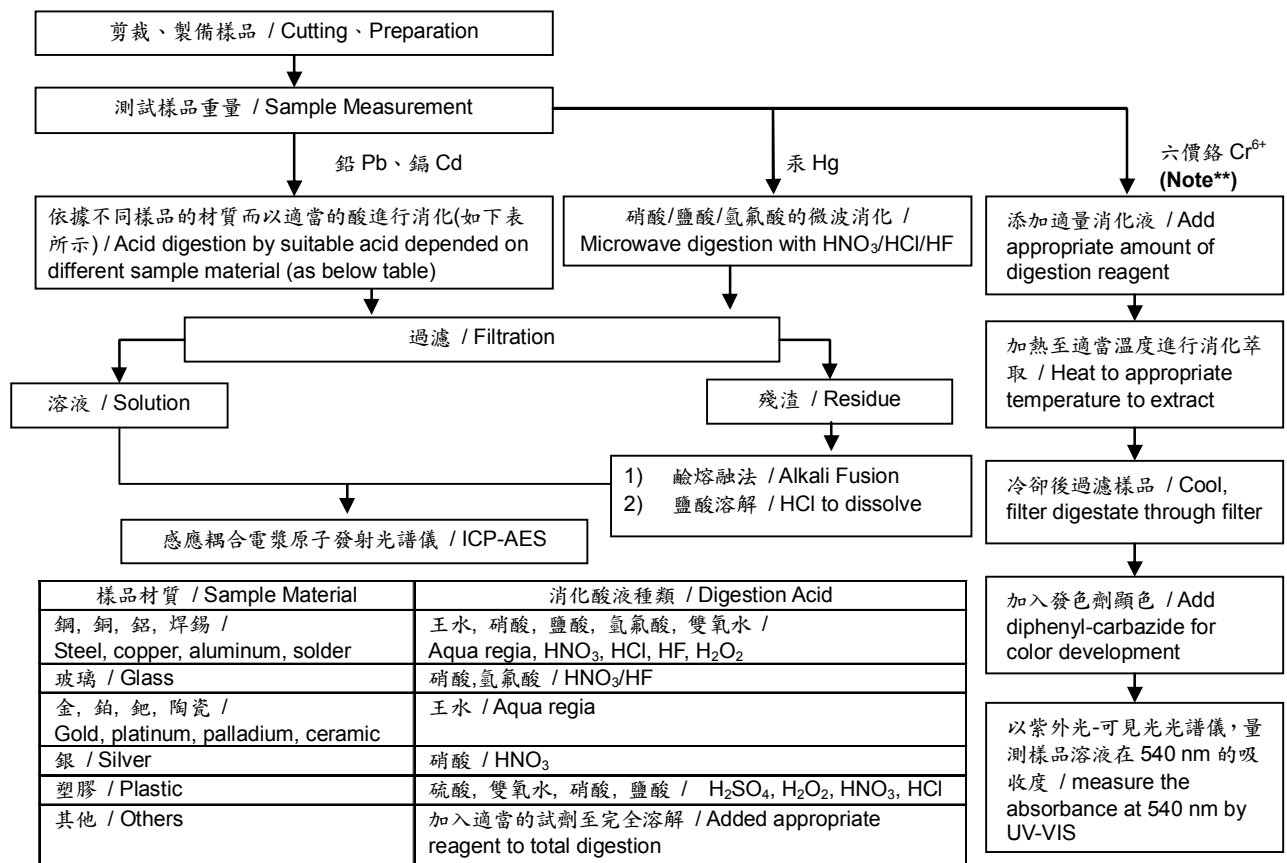 剪裁、製備樣品 / Cutting、Preparation
測試樣品重量 / Sample Measurement
鉛 Pb、鎘 Cd
汞 Hg
六價鉻 Cr⁶⁺
(Note**)
依據不同樣品的材質而以適當的酸進行消化(如下表
所示) / Acid digestion by suitable acid depended on
different sample material (as below table)
硝酸/鹽酸/氫氟酸的微波消化 /
Microwave digestion with HNO₃/HCl/HF
添加適量消化液 / Add
appropriate amount of
digestion reagent
過濾 / Filtration
加熱至適當溫度進行消化萃
取 / Heat to appropriate
temperature to extract
溶液 / Solution
殘渣 / Residue
1) 鹼熔融法 / Alkali Fusion
2) 鹽酸溶解 / HCl to dissolve
冷卻後過濾樣品 / Cool,
filter digestate through filter
感應耦合電漿原子發射光譜儀 / ICP-AES
加入發色劑顯色 / Add
diphenyl-carbazide for
color development
以紫外光-可見光光譜儀，量
測樣品溶液在 540 nm 的吸
收度 / measure the
absorbance at 540 nm by
UV-VIS
樣品材質 / Sample Material 消化酸液種類 / Digestion Acid
鋼, 銅, 鋁, 焊錫 /
Steel, copper, aluminum, solder
王水, 硝酸, 鹽酸, 氫氟酸, 雙氧水 /
Aqua regia, HNO₃, HCl, HF, H₂O₂
玻璃 / Glass 硝酸,氫氟酸 / HNO₃/HF
金, 鉑, 鈀, 陶瓷 /
Gold, platinum, palladium, ceramic
王水 / Aqua regia
銀 / Silver 硝酸 / HNO₃
塑膠 / Plastic 硫酸, 雙氧水, 硝酸, 鹽酸 / H₂SO₄, H₂O₂, HNO₃, HCl
其他 / Others
加入適當的試劑至完全溶解 / Added appropriate
reagent to total digestion